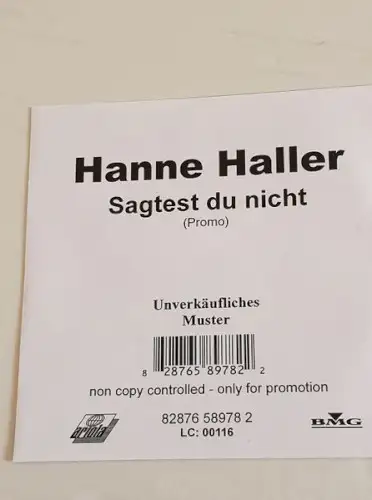 Hanne Haller
Sagtest du nicht
(Promo)
Unverkäufliches
Muster
8 28765 89782 2
non copy controlled - only for promotion
ariola
82876 58978 2
LC: 00116
BMG